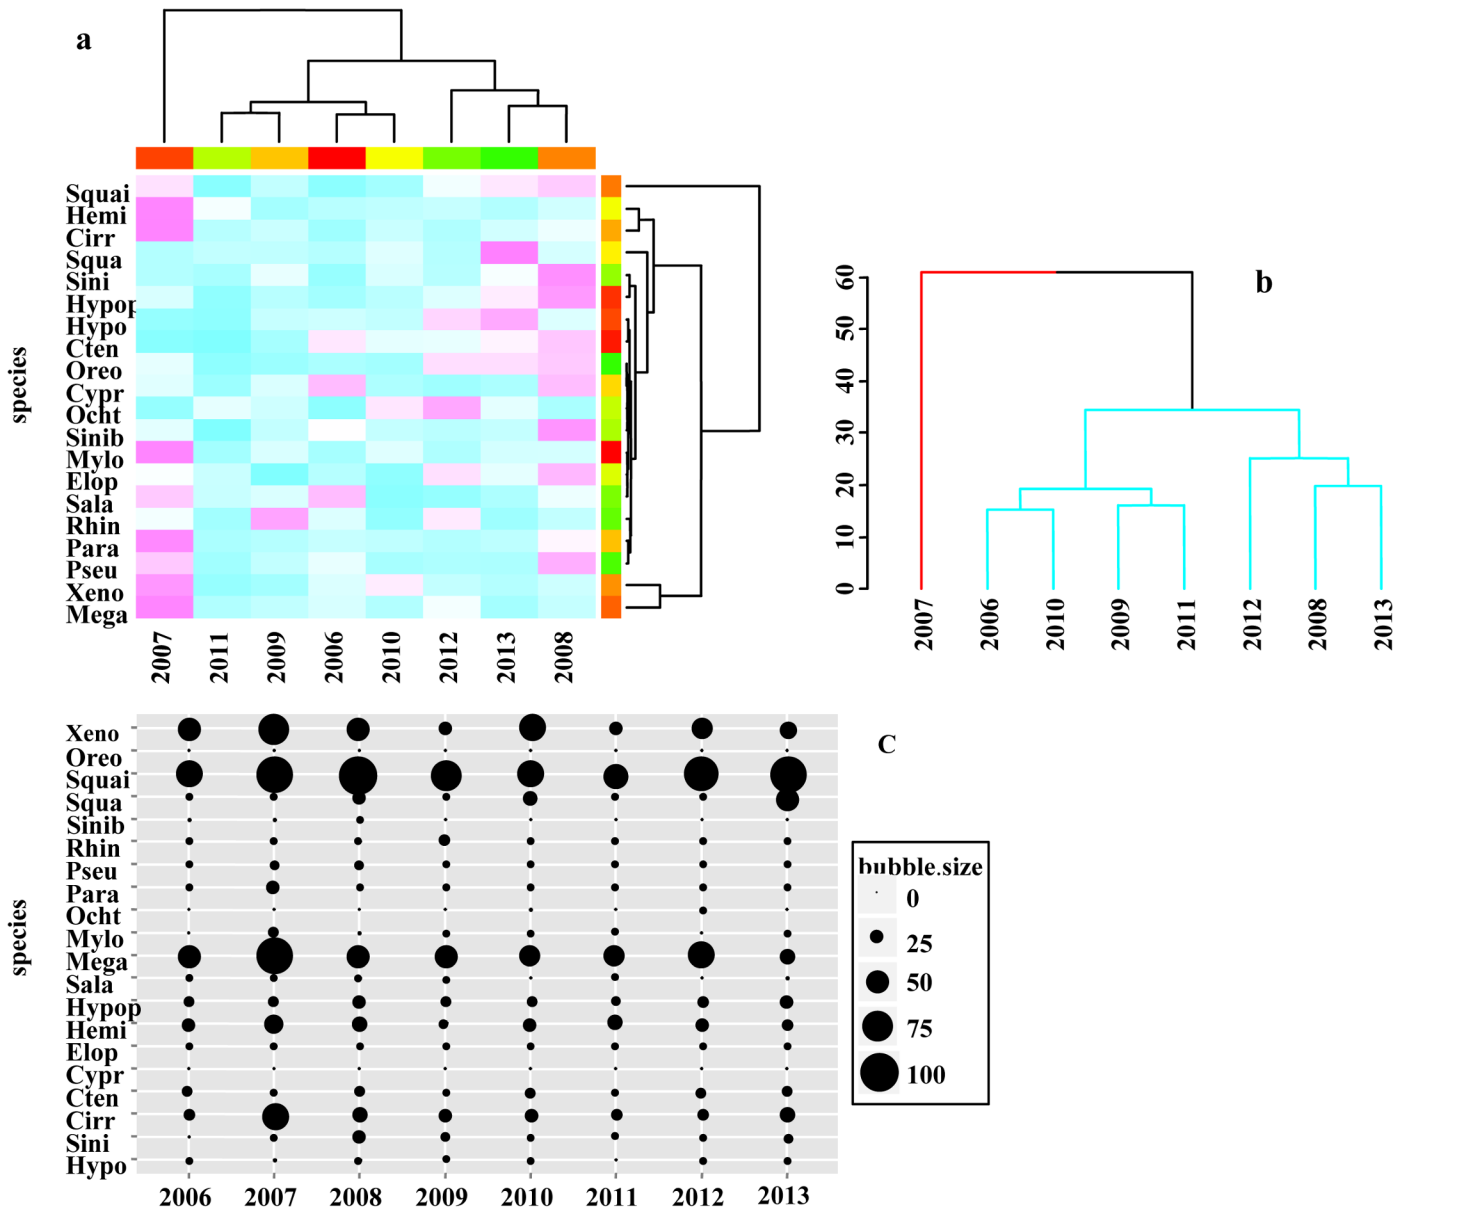 a
Squai
Hemi
Cirr
Squa
Sini
Hypop
Hypo
Cten
Oreo
Cypr
Ocht
Sinib
Mylo
Elop
Sala
Rhin
Para
Pseu
Xeno
Mega
species
2007 2011 2009 2006 2010 2012 2013 2008
b
60
50
40
30
20
10
0
2007 2006 2010 2009 2011 2012 2008 2013
C
Xeno
Oreo
Squai
Squa
Sinib
Rhin
Pseu
Para
Ocht
Mylo
Mega
Sala
Hypop
Hemi
Elop
Cypr
Cten
Cirr
Sini
Hypo
species
2006 2007 2008 2009 2010 2011 2012 2013
bubble.size
0
25
50
75
100